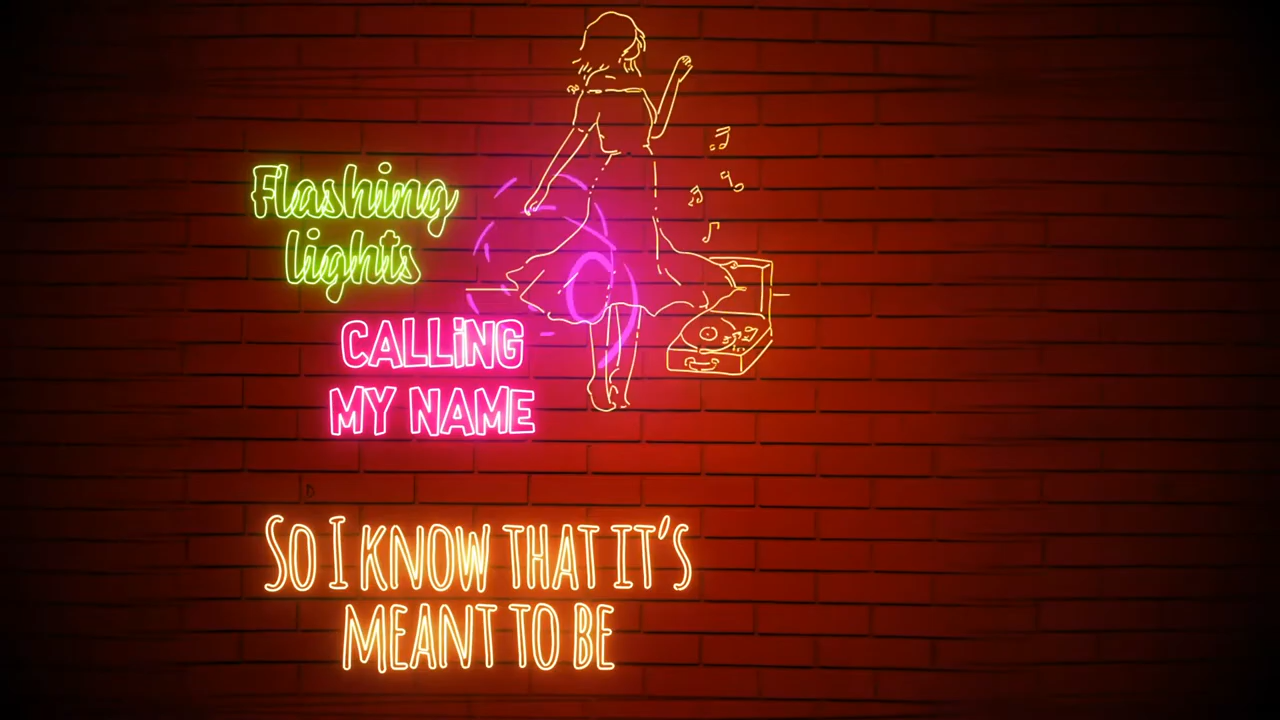 Flashing
lights
CALLiNG
MY NAME
SO I KNOW THAT IT'S
MEANT TO BE